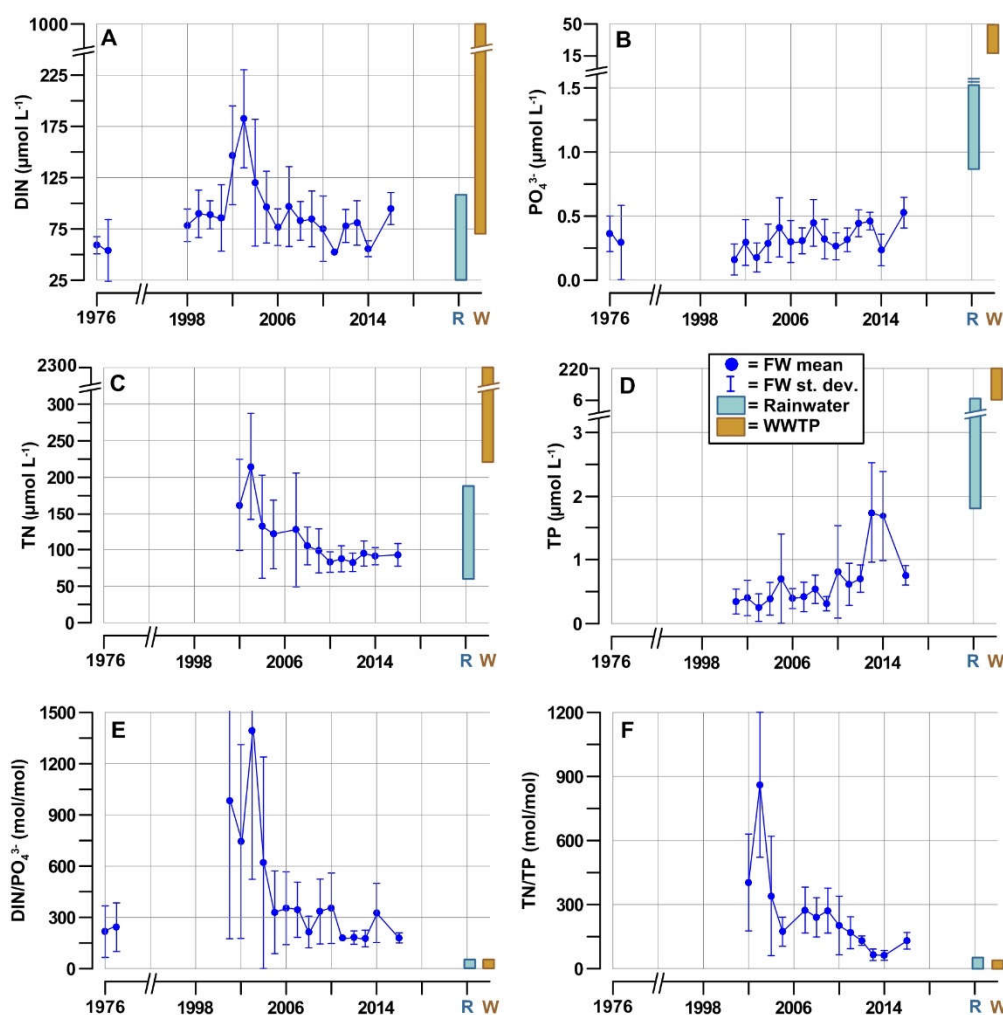 A
DIN (µmol L⁻¹)
1000
225
175
125
75
25
1976
1998
2006
2014
R
W
B
PO₄³⁻ (µmol L⁻¹)
50
15
1.5
1.0
0.5
0.0
1976
1998
2006
2014
R
W
C
TN (µmol L⁻¹)
2300
300
250
200
150
100
50
0
1976
1998
2006
2014
R
W
D
TP (µmol L⁻¹)
220
6
3
2
1
0
= FW mean
= FW st. dev.
= Rainwater
= WWTP
1976
1998
2006
2014
R
W
E
DIN/PO₄³⁻ (mol/mol)
1500
1200
900
600
300
0
1976
1998
2006
2014
R
W
F
TN/TP (mol/mol)
1200
900
600
300
0
1976
1998
2006
2014
R
W